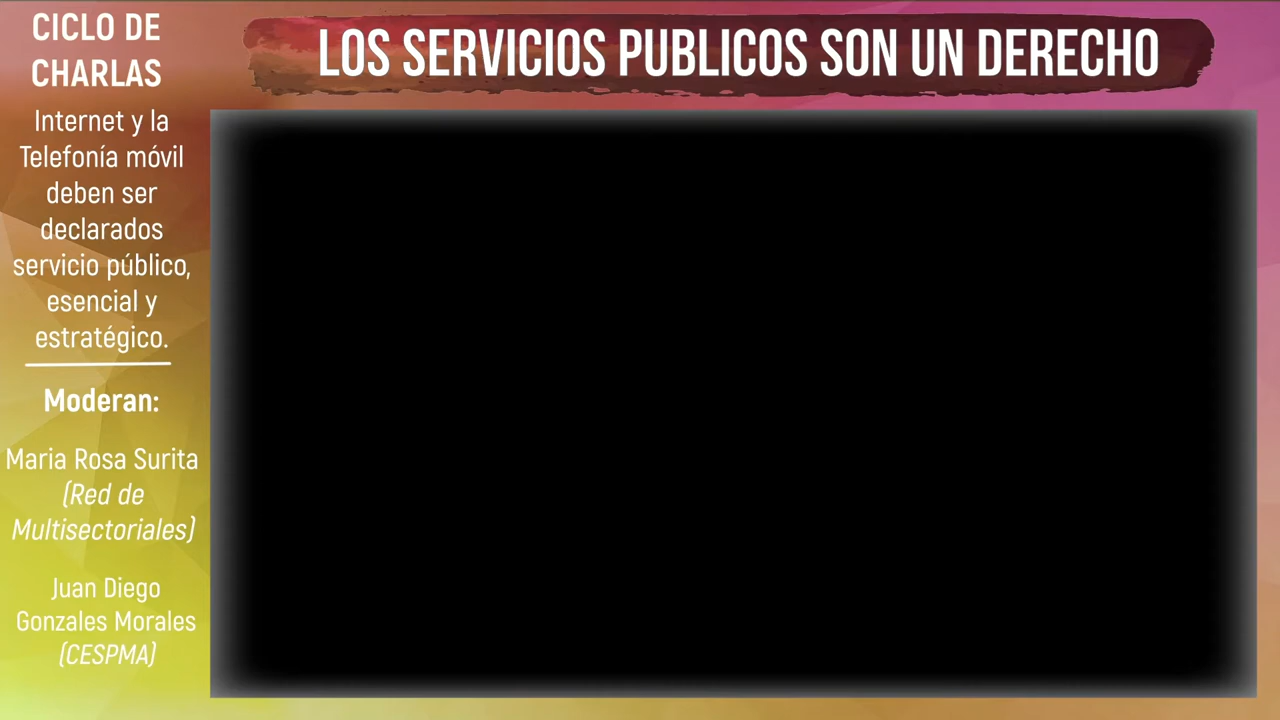 LOS SERVICIOS PUBLICOS SON UN DERECHO
CICLO DE
CHARLAS
Internet y la
Telefonía móvil
deben ser
declarados
servicio público,
esencial y
estratégico.
Moderan:
Maria Rosa Surita
(Red de
Multisectoriales)
Juan Diego
Gonzales Morales
(CESPMA)